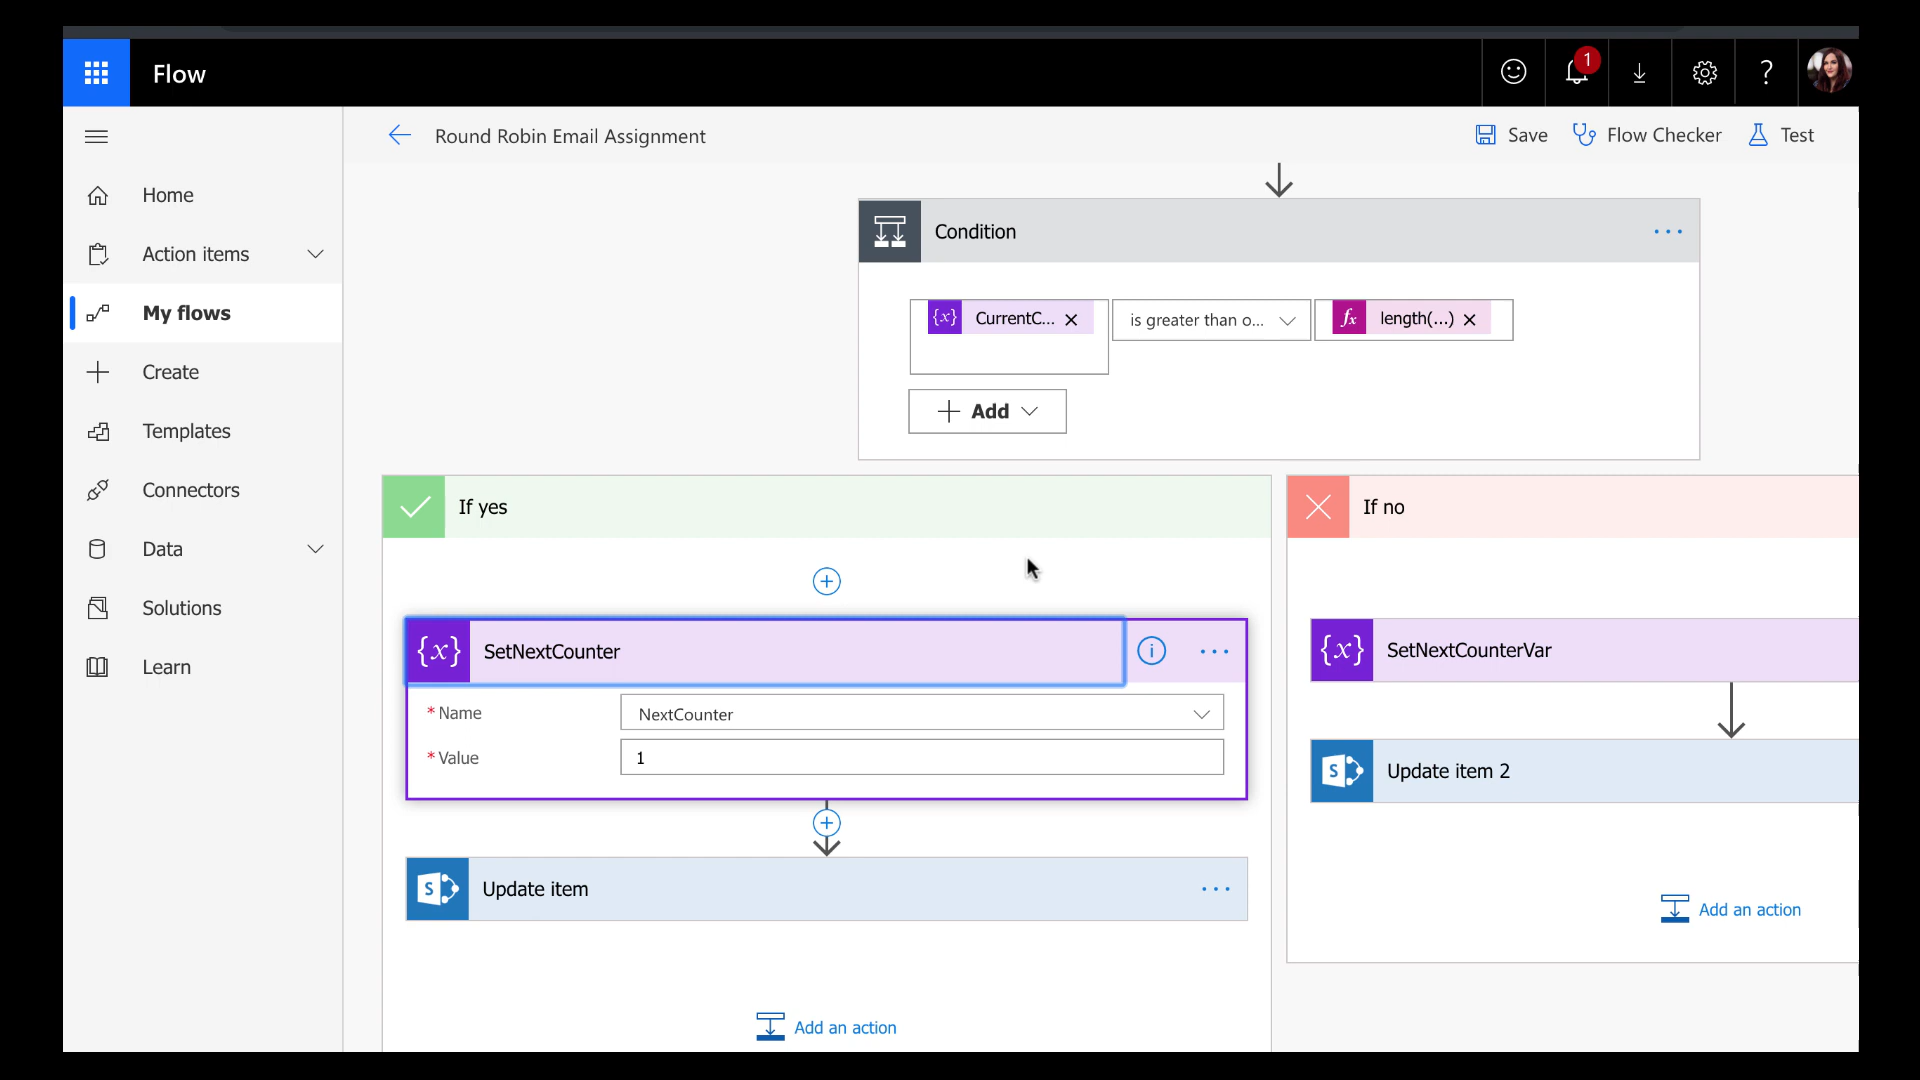 Flow
1
?
Round Robin Email Assignment
Save
Flow Checker
Test
Home
Action items
My flows
Create
Templates
Connectors
Data
Solutions
Learn
Condition
{x} CurrentC...
is greater than o...
fx length(...)
Add
If yes
{x} SetNextCounter
i
* Name
NextCounter
* Value
1
S Update item
Add an action
If no
{x} SetNextCounterVar
S Update item 2
Add an action